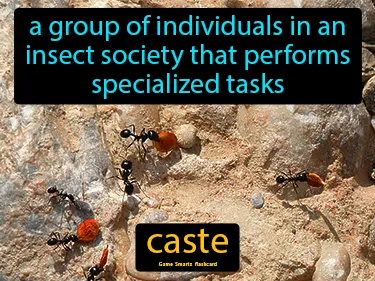 a group of individuals in an
insect society that performs
specialized tasks
caste
Game Smartz flashcard